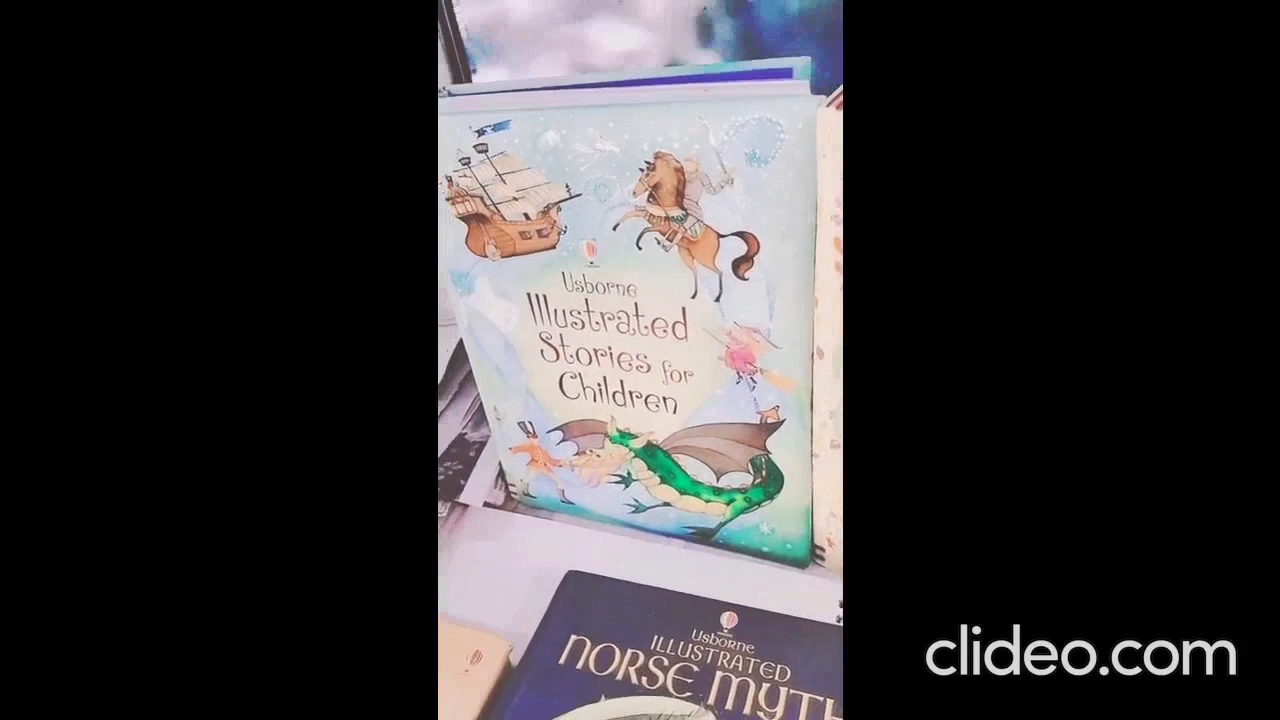 Usborne
Illustrated
Stories for
Children
Usborne
ILLUSTRATED
NORSE MYTH
clideo.com